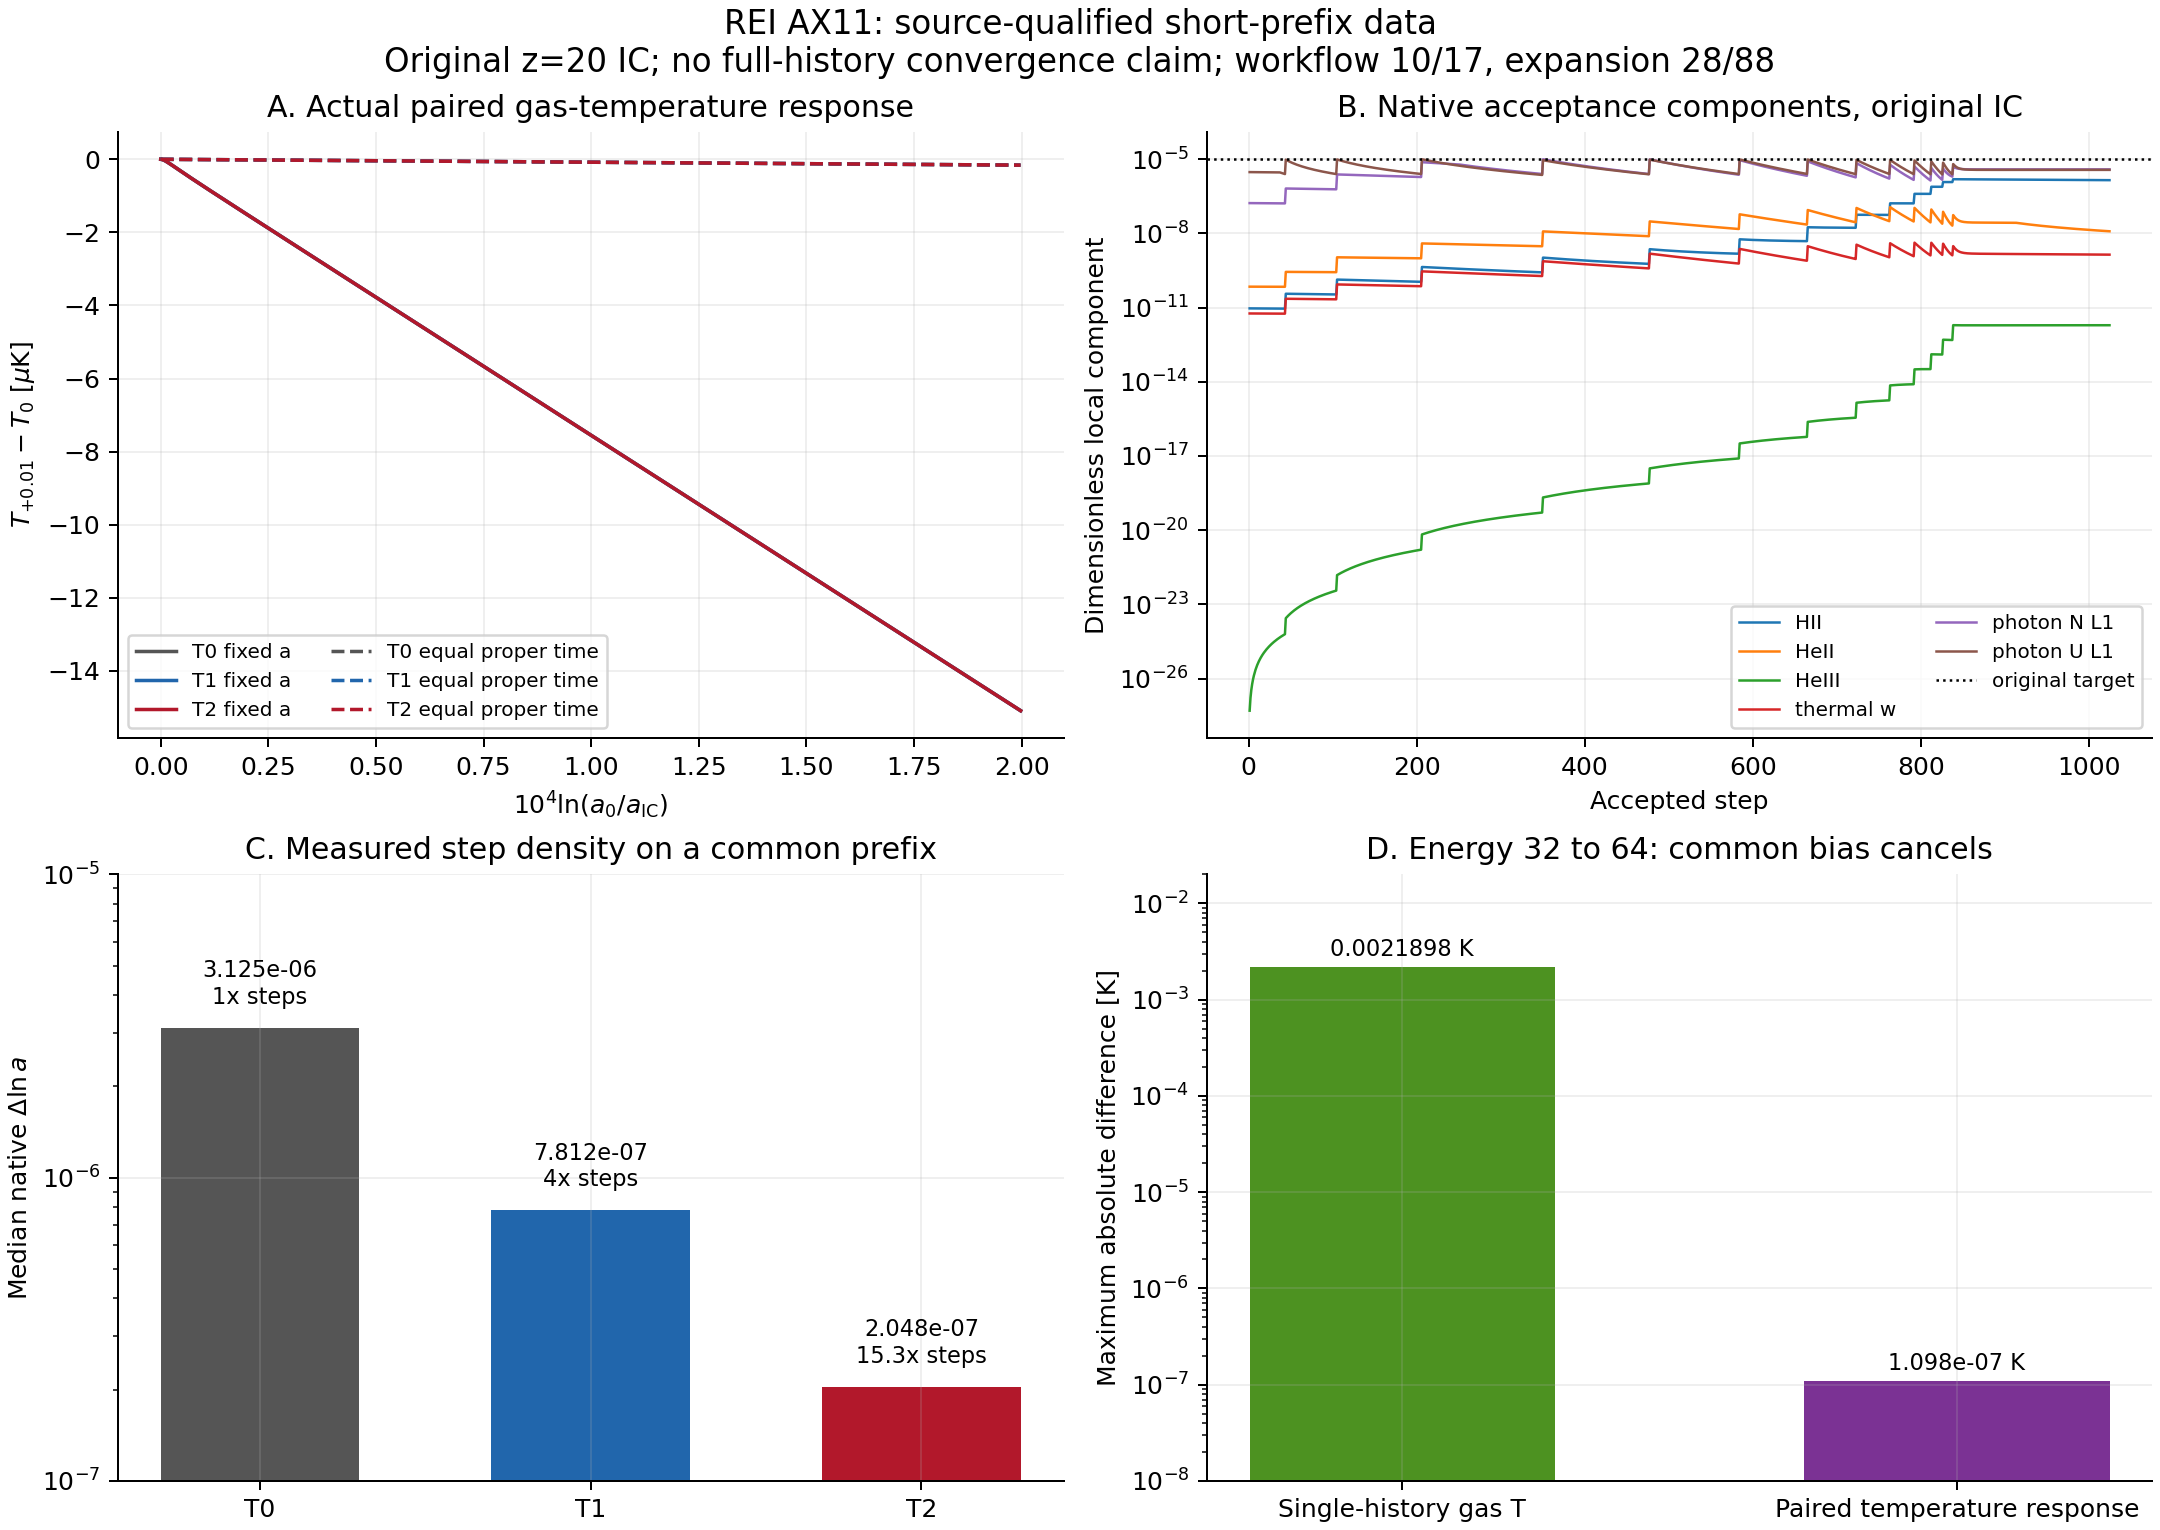 REI AX11: source-qualified short-prefix data
Original z=20 IC; no full-history convergence claim; workflow 10/17, expansion 28/88
A. Actual paired gas-temperature response
0
−2
−4
−6
−8
−10
−12
−14
T₊₀.₀₁ − T₀ [μK]
T0 fixed a
T1 fixed a
T2 fixed a
T0 equal proper time
T1 equal proper time
T2 equal proper time
0.00 0.25 0.50 0.75 1.00 1.25 1.50 1.75 2.00
10⁴ln(a₀/a_IC)
B. Native acceptance components, original IC
10⁻⁵
10⁻⁸
10⁻¹¹
10⁻¹⁴
10⁻¹⁷
10⁻²⁰
10⁻²³
10⁻²⁶
Dimensionless local component
HII
HeII
HeIII
thermal w
photon N L1
photon U L1
original target
0 200 400 600 800 1000
Accepted step
C. Measured step density on a common prefix
10⁻⁵
10⁻⁶
10⁻⁷
Median native Δln a
3.125e-06
1x steps
7.812e-07
4x steps
2.048e-07
15.3x steps
T0 T1 T2
D. Energy 32 to 64: common bias cancels
10⁻²
10⁻³
10⁻⁴
10⁻⁵
10⁻⁶
10⁻⁷
10⁻⁸
Maximum absolute difference [K]
0.0021898 K
1.098e-07 K
Single-history gas T
Paired temperature response